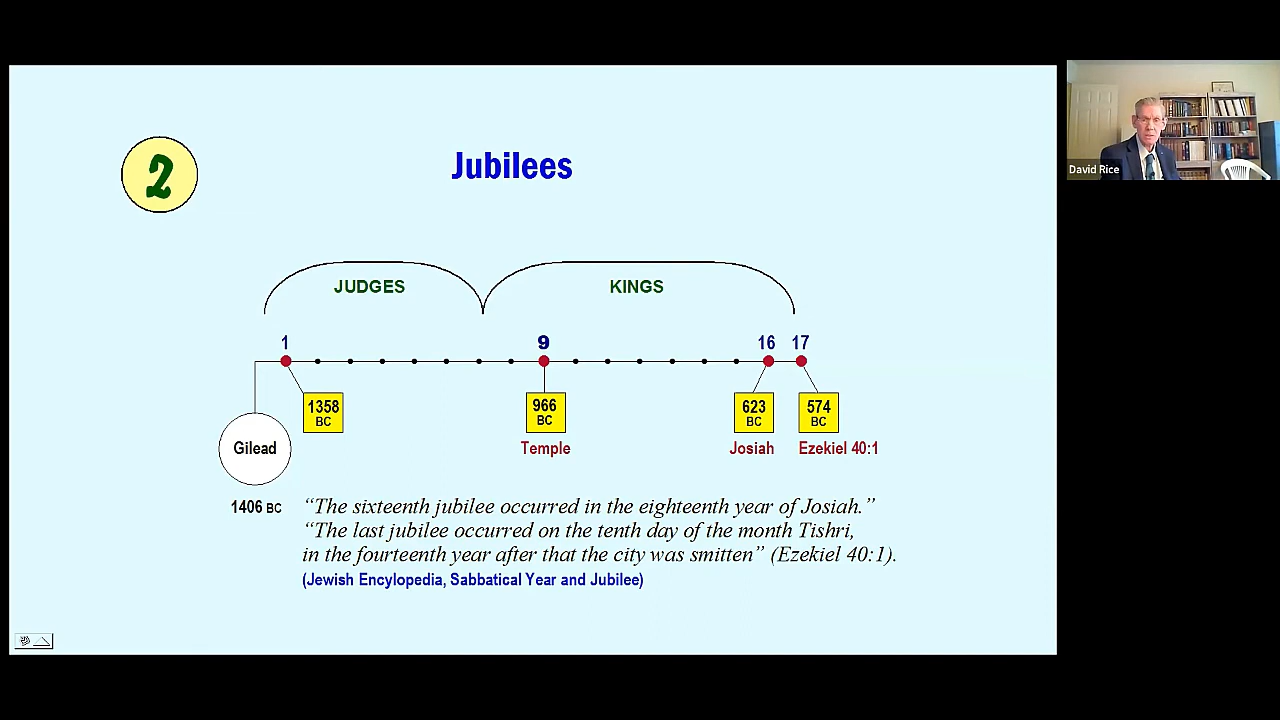 2
Jubilees
David Rice
JUDGES
KINGS
1
9
16
17
1358
BC
966
BC
623
BC
574
BC
Gilead
Temple
Josiah
Ezekiel 40:1
1406 BC
“The sixteenth jubilee occurred in the eighteenth year of Josiah.”
“The last jubilee occurred on the tenth day of the month Tishri,
in the fourteenth year after that the city was smitten” (Ezekiel 40:1).
(Jewish Encylopedia, Sabbatical Year and Jubilee)